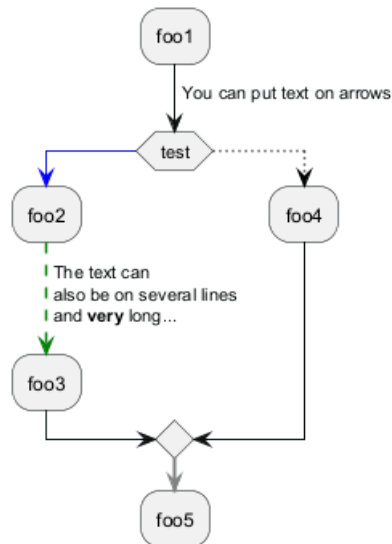 foo1
You can put text on arrows
test
foo2
foo4
The text can
also be on several lines
and very long...
foo3
foo5